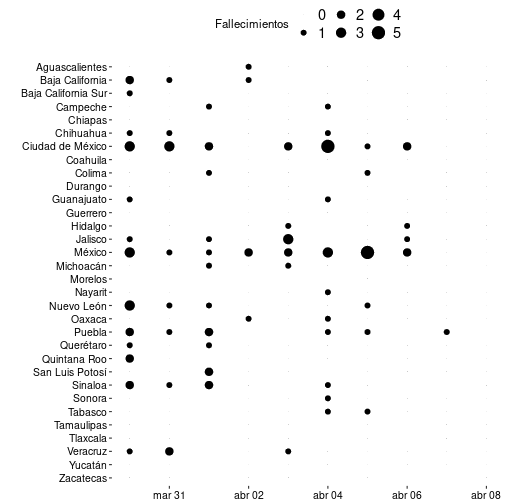 Fallecimientos
0 2 4
1 3 5
Aguascalientes
Baja California
Baja California Sur
Campeche
Chiapas
Chihuahua
Ciudad de México
Coahuila
Colima
Durango
Guanajuato
Guerrero
Hidalgo
Jalisco
México
Michoacán
Morelos
Nayarit
Nuevo León
Oaxaca
Puebla
Querétaro
Quintana Roo
San Luis Potosí
Sinaloa
Sonora
Tabasco
Tamaulipas
Tlaxcala
Veracruz
Yucatán
Zacatecas
mar 31 abr 02 abr 04 abr 06 abr 08